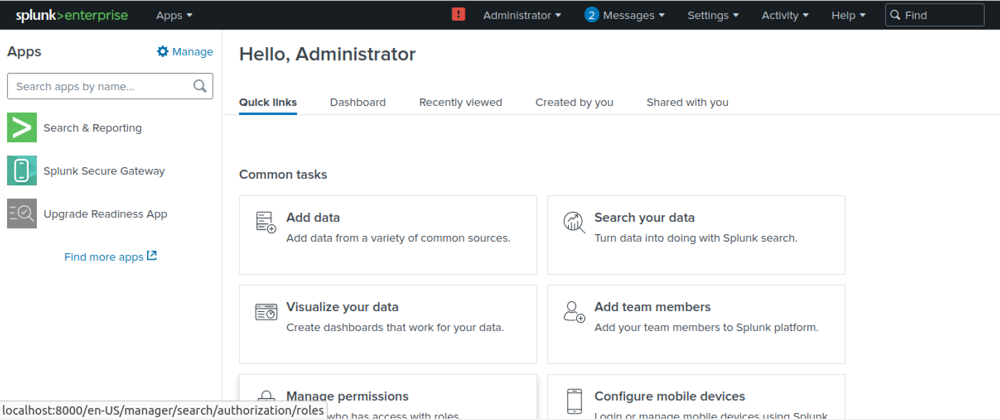 splunk>enterprise Apps ! Administrator 2 Messages Settings Activity Help Find
Apps Manage
Search apps by name...
Search & Reporting
Splunk Secure Gateway
Upgrade Readiness App
Find more apps
Hello, Administrator
Quick links Dashboard Recently viewed Created by you Shared with you
Common tasks
Add data
Add data from a variety of common sources.
Search your data
Turn data into doing with Splunk search.
Visualize your data
Create dashboards that work for your data.
Add team members
Add your team members to Splunk platform.
Manage permissions
who has access with roles
Configure mobile devices
Login or manage mobile devices using Splunk
localhost:8000/en-US/manager/search/authorization/roles